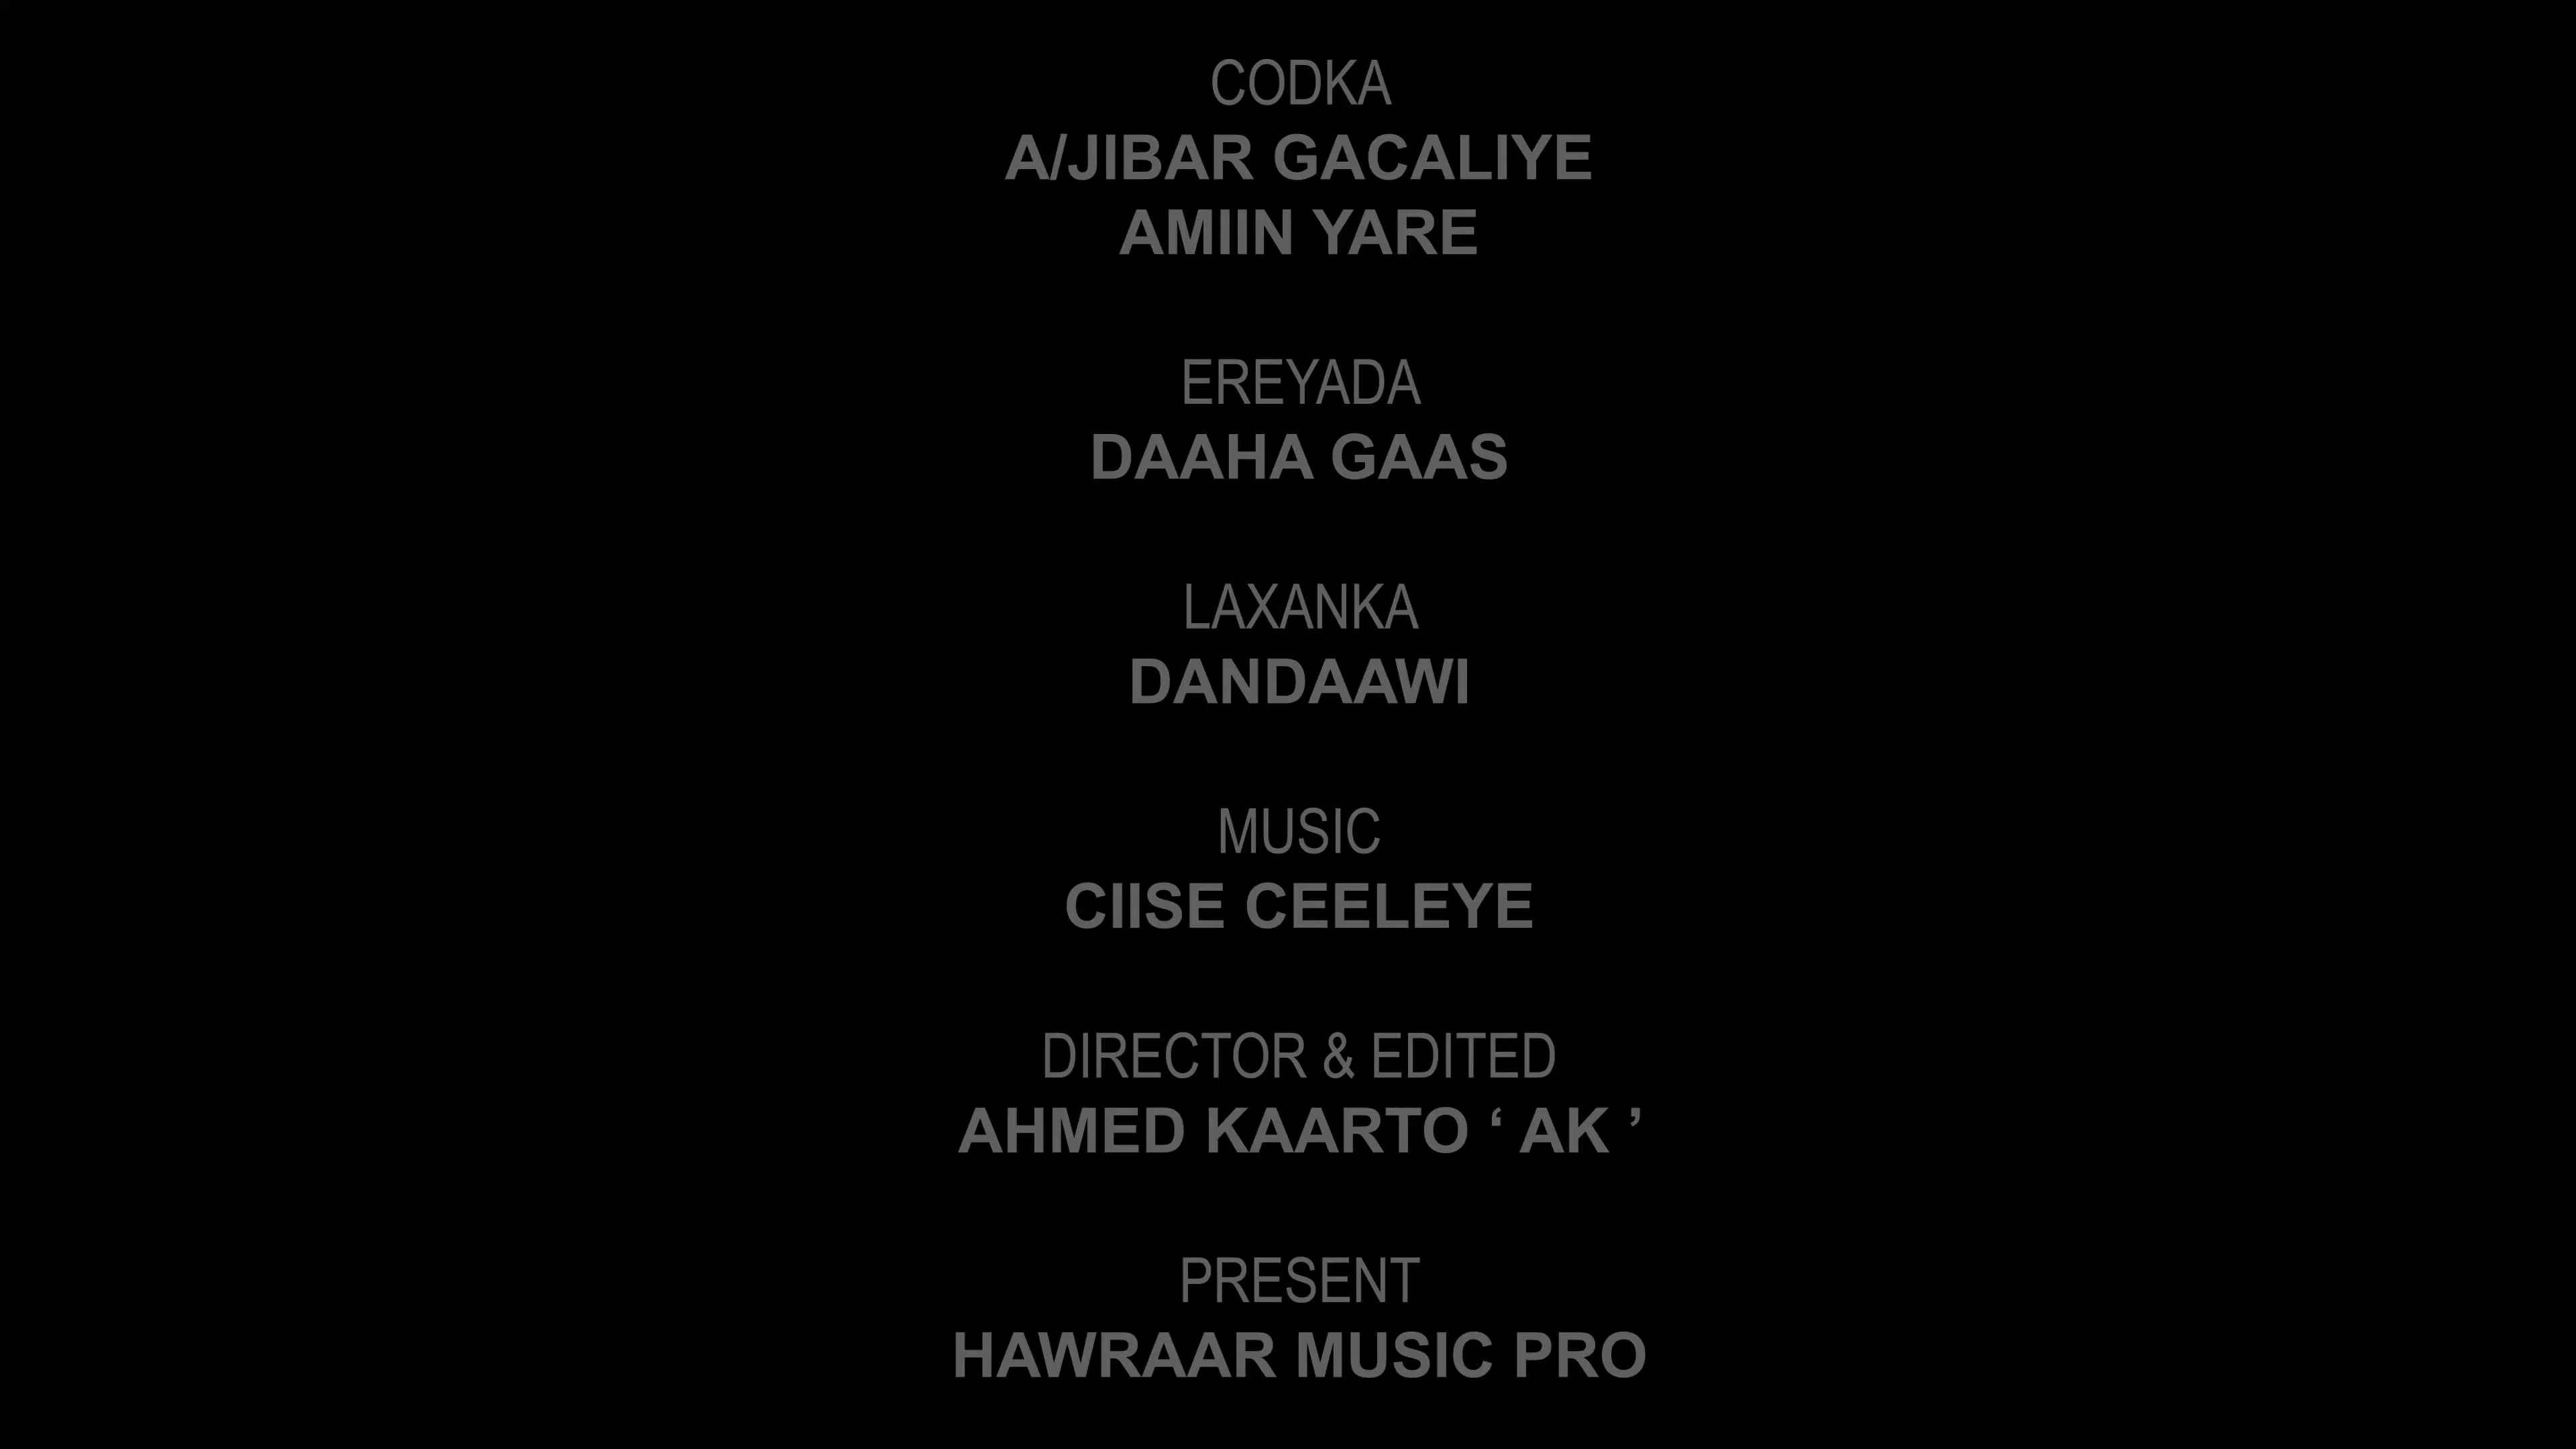 CODKA
A/JIBAR GACALIYE
AMIIN YARE
EREYADA
DAAHA GAAS
LAXANKA
DANDAAWI
MUSIC
CIISE CEELEYE
DIRECTOR & EDITED
AHMED KAARTO ‘ AK ’
PRESENT
HAWRAAR MUSIC PRO